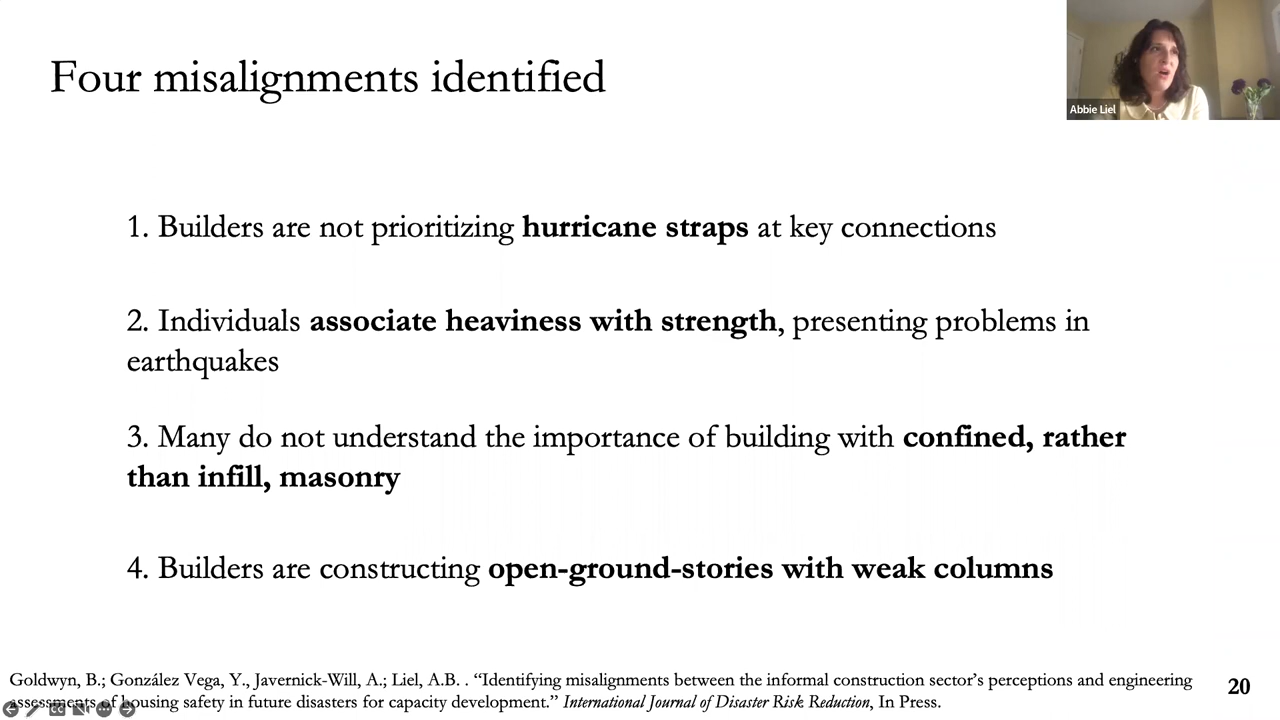 Four misalignments identified
Abbie Liel
1. Builders are not prioritizing hurricane straps at key connections
2. Individuals associate heaviness with strength, presenting problems in
earthquakes
3. Many do not understand the importance of building with confined, rather
than infill, masonry
4. Builders are constructing open-ground-stories with weak columns
Goldwyn, B.; González Vega, Y., Javernick-Will, A.; Liel, A.B. . “Identifying misalignments between the informal construction sector’s perceptions and engineering
assessments of housing safety in future disasters for capacity development.” International Journal of Disaster Risk Reduction, In Press.
20